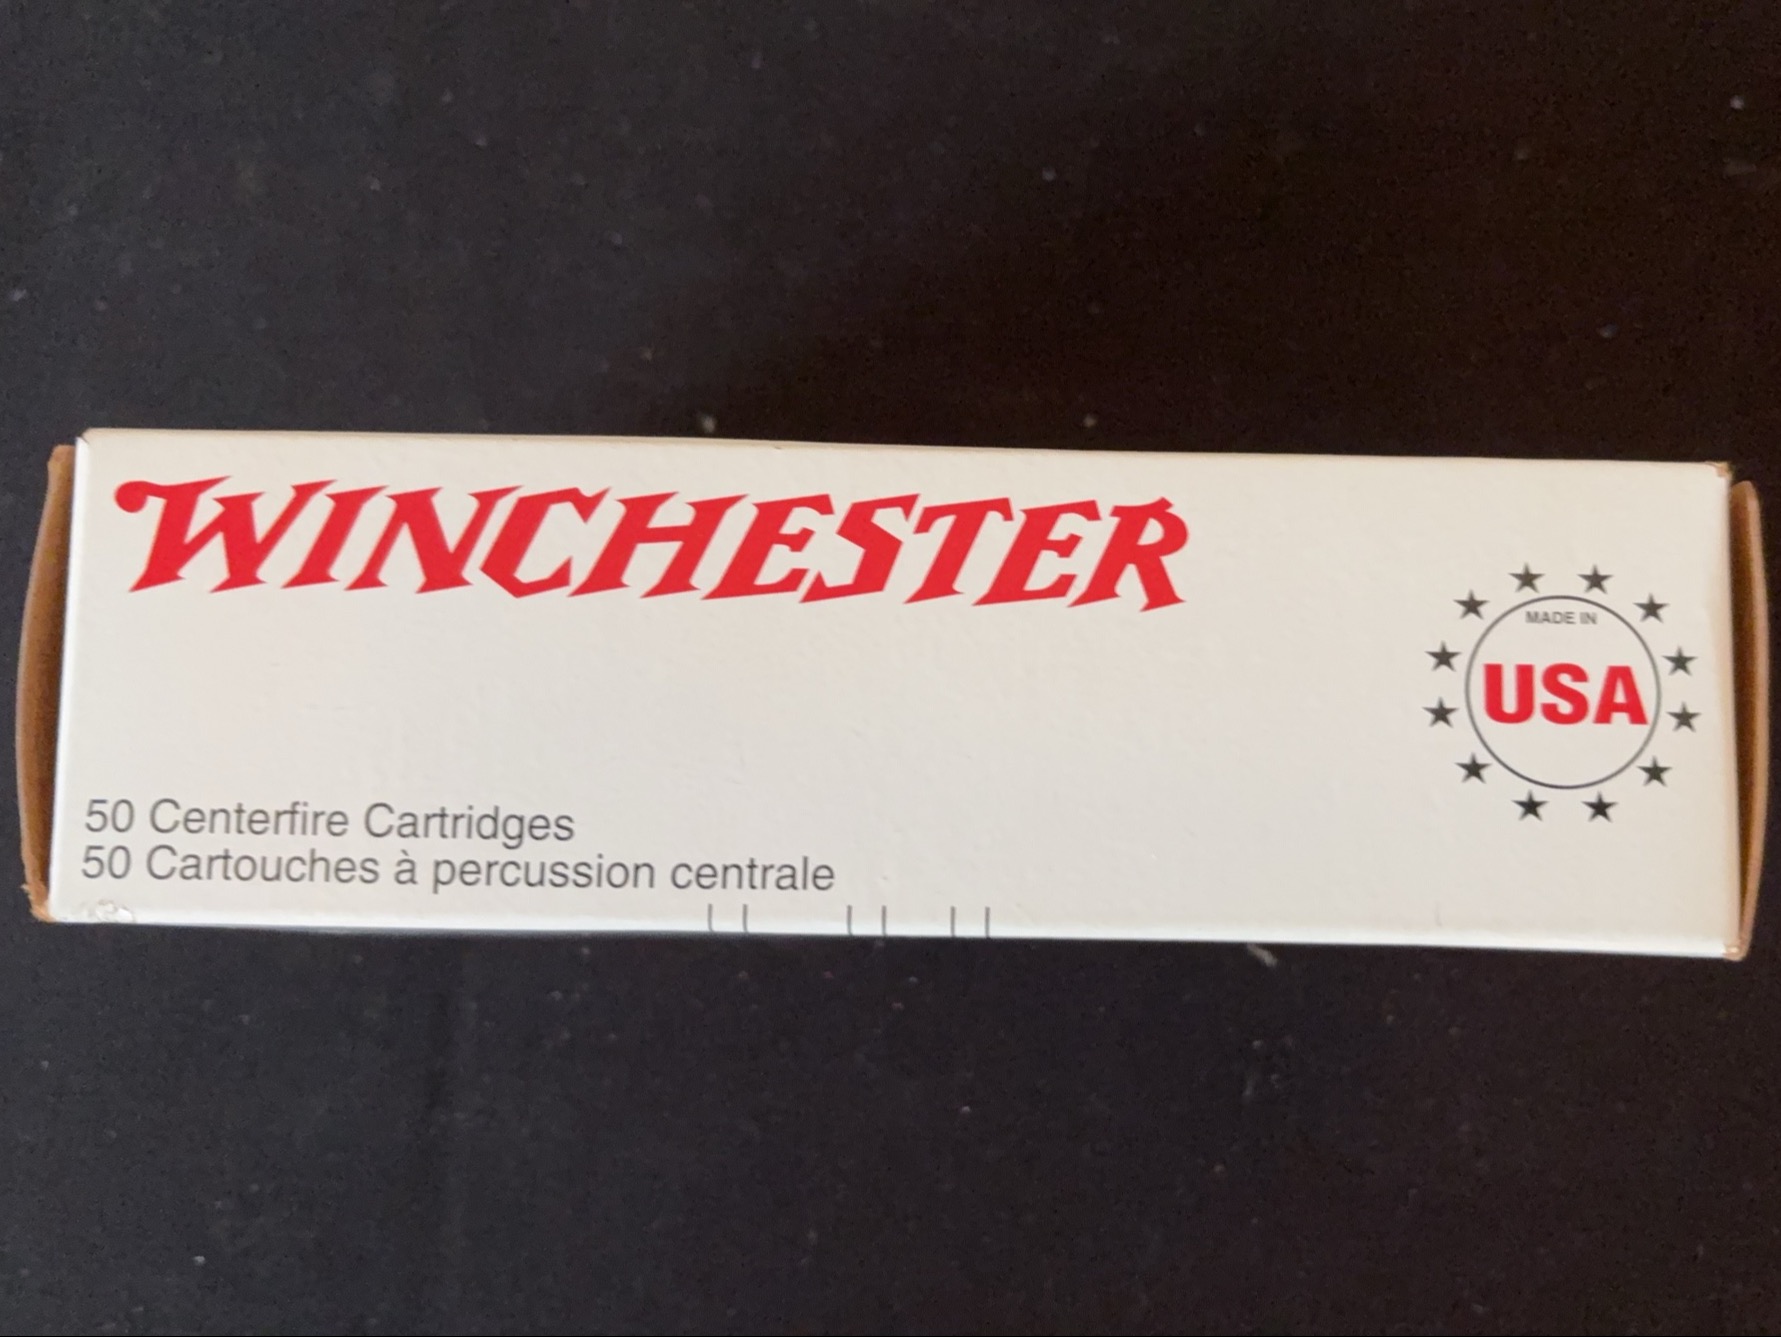 WINCHESTER
MADE IN
USA
50 Centerfire Cartridges
50 Cartouches à percussion centrale